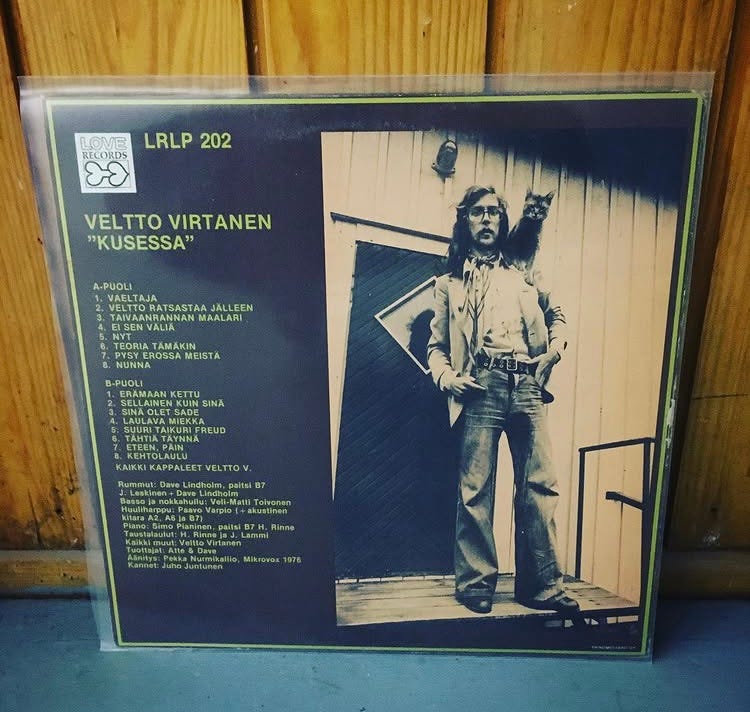 LOVE
RECORDS
LRLP 202
VELTTO VIRTANEN
"KUSESSA"
A-PUOLI
1. VAELTAJA
2. VELTTO RATSASTAA JÄLLEEN
3. TAIVAANRANNAN MAALARI
4. EI SEN VÄLIÄ
5. NYT
6. TEORIA TÄMÄKIN
7. PYSY EROSSA MEISTÄ
8. NUNNA
B-PUOLI
1. ERÄMAAN KETTU
2. SELLAINEN KUIN SINÄ
3. SINÄ OLET SADE
4. LAULAVA MIEKKA
5. SUURI TAIKURI FREUD
6. TÄHTIÄ TÄYNNÄ
7. ETEEN, PÄIN
8. KEHTOLAULU
KAIKKI KAPPALEET VELTTO V.
Rummut: Dave Lindholm, paitsi B7
J. Leskinen + Dave Lindholm
Basso ja nokkahuilu: Veli-Matti Toivonen
Huuliharppu: Paavo Varpio (+ akustinen
kitara A2, A6 ja B7)
Piano: Simo Pianinen, paitsi B7 H. Rinne
Taustalaulut: H. Rinne ja J. Lammi
Kaikki muut: Veltto Virtanen
Tuottajat: Atte & Dave
Äänitys: Pekka Nurmikallio, Mikrovox 1976
Kannet: Juho Juntunen